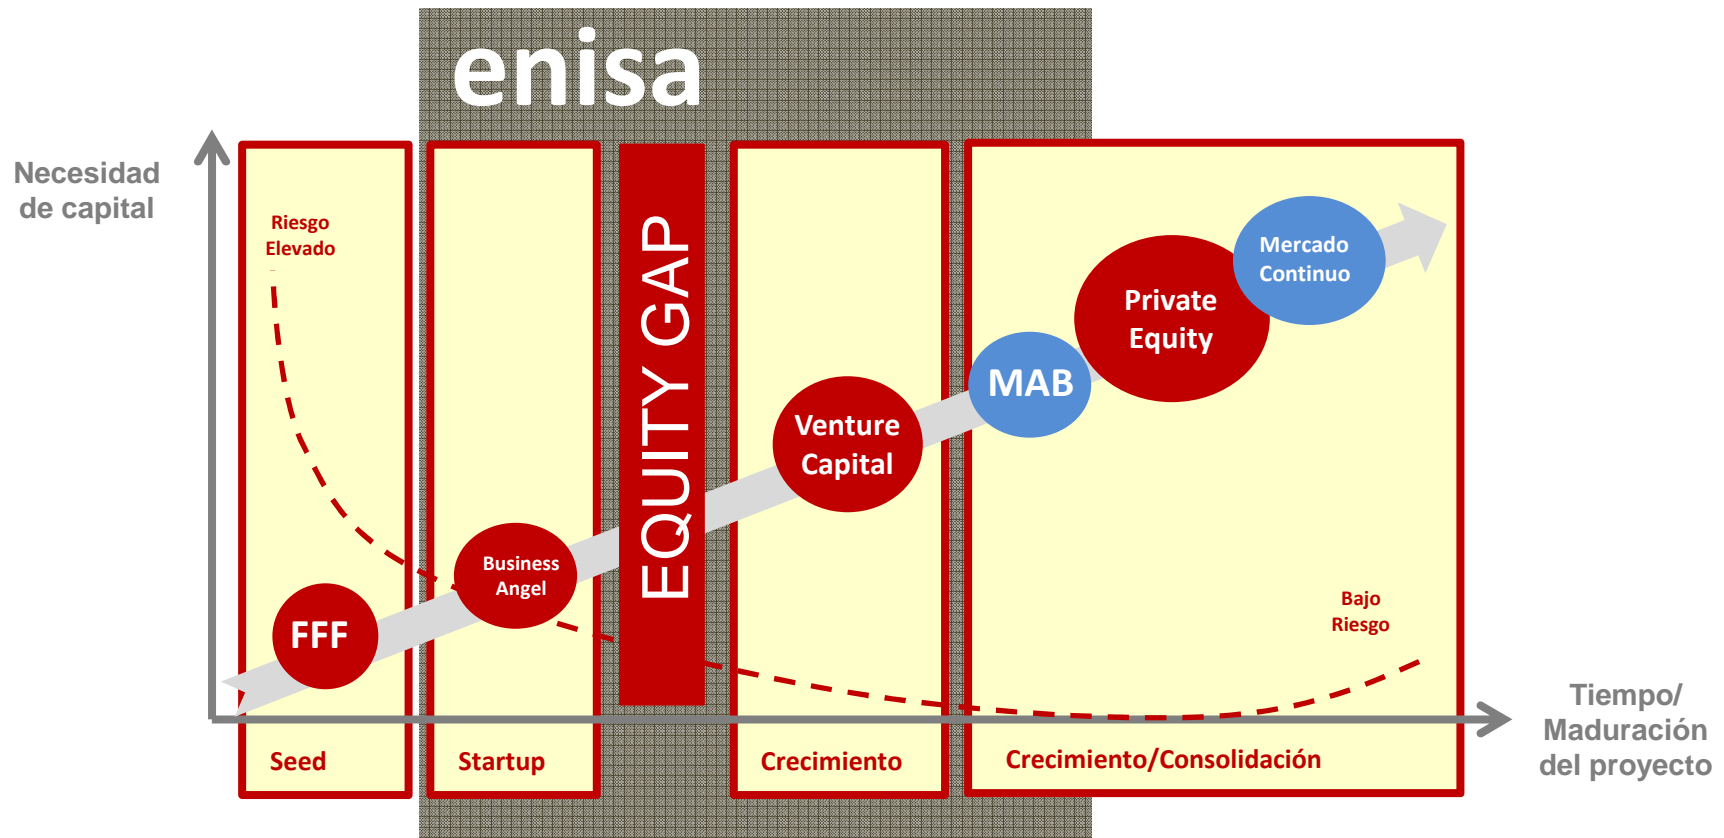 enisa
Necesidad
de capital
Riesgo
Elevado
EQUITY GAP
Mercado
Continuo
Private
Equity
MAB
Venture
Capital
Business
Angel
FFF
Bajo
Riesgo
Tiempo/
Maduración
del proyecto
Seed
Startup
Crecimiento
Crecimiento/Consolidación